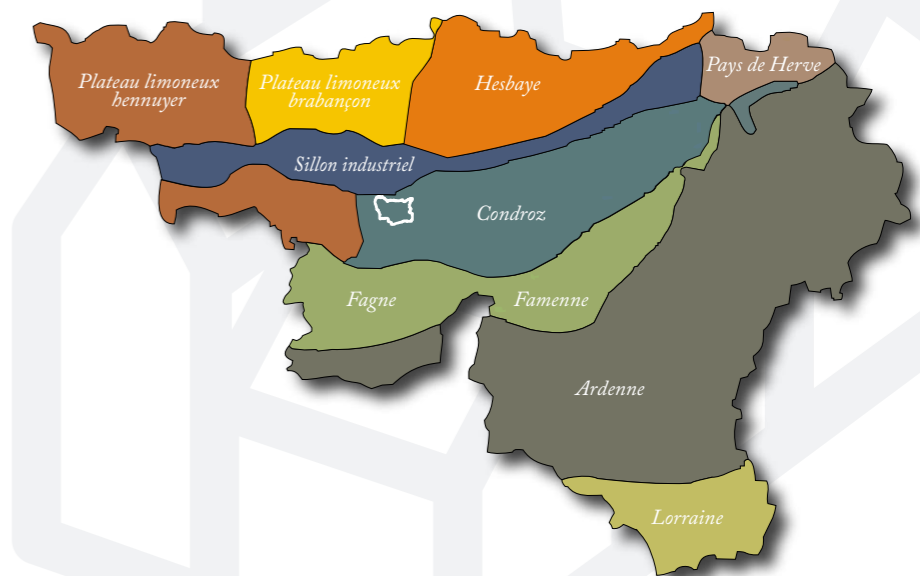 Plateau limoneux
hennuyer
Plateau limoneux
brabançon
Hesbaye
Pays de Herve
Sillon industriel
Condroz
Fagne
Famenne
Ardenne
Lorraine